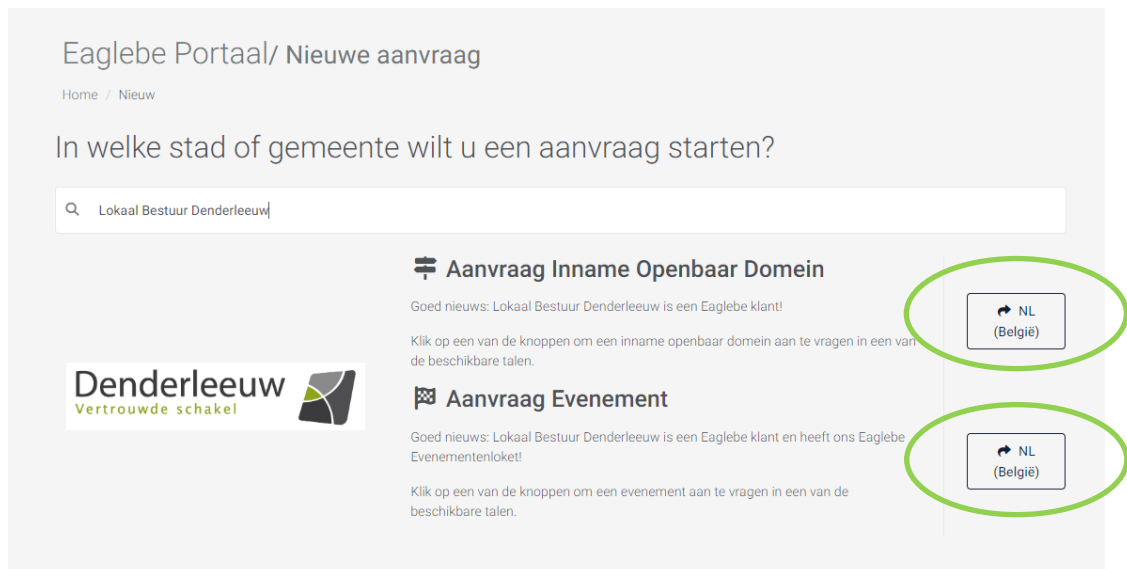 Eaglebe Portaal/ Nieuwe aanvraag
Home / Nieuw
In welke stad of gemeente wilt u een aanvraag starten?
Lokaal Bestuur Denderleeuw
Denderleeuw
Vertrouwde schakel
Aanvraag Inname Openbaar Domein
Goed nieuws: Lokaal Bestuur Denderleeuw is een Eaglebe klant!
Klik op een van de knoppen om een inname openbaar domein aan te vragen in een van
de beschikbare talen.
NL
(België)
Aanvraag Evenement
Goed nieuws: Lokaal Bestuur Denderleeuw is een Eaglebe klant en heeft ons Eaglebe
Evenementenloket!
Klik op een van de knoppen om een evenement aan te vragen in een van de
beschikbare talen.
NL
(België)